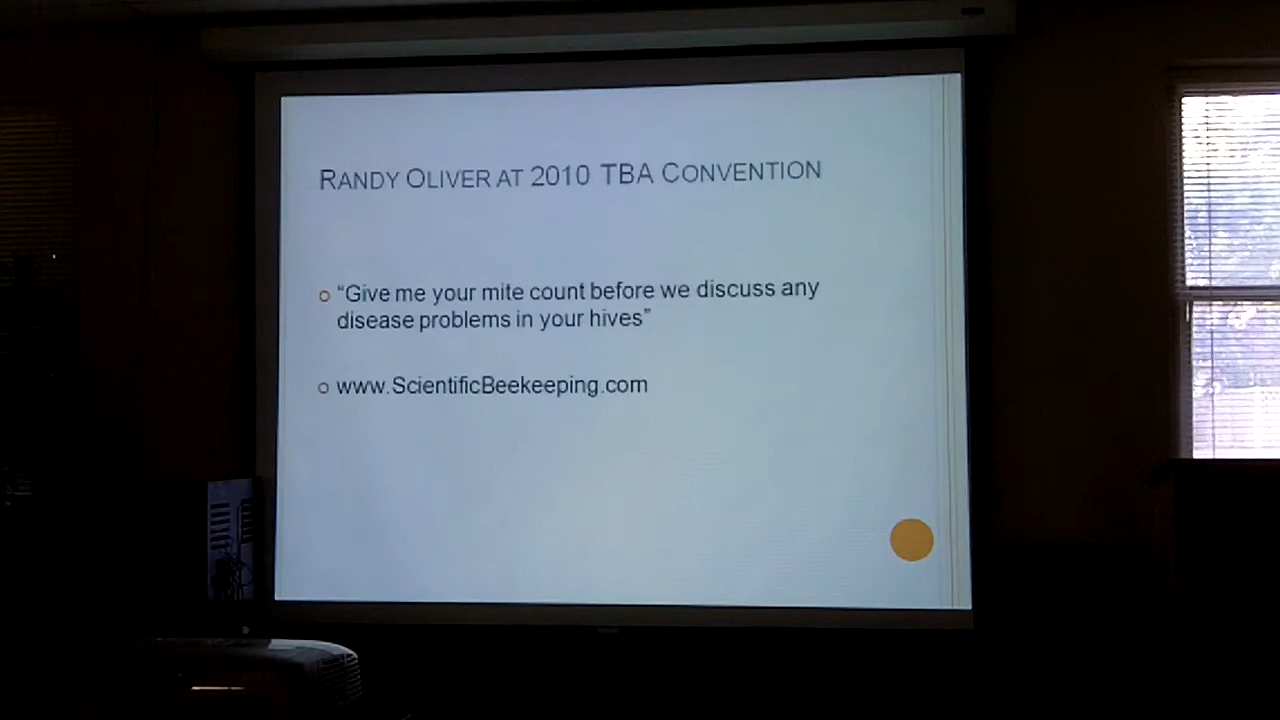 RANDY OLIVER AT 2010 TBA CONVENTION
“Give me your mite count before we discuss any
disease problems in your hives”
www.ScientificBeekeeping.com